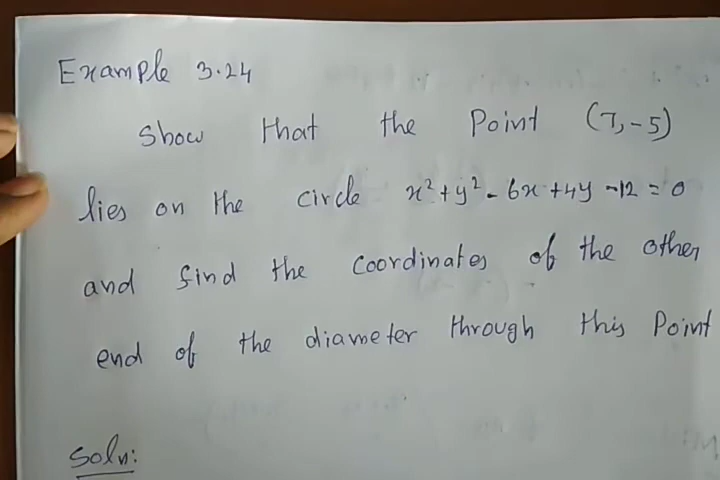 Example 3.24
Show that the Point (7,-5)
lies on the circle x²+y²-6x+4y-12=0
and find the coordinates of the other
end of the diameter through this Point
Soln: